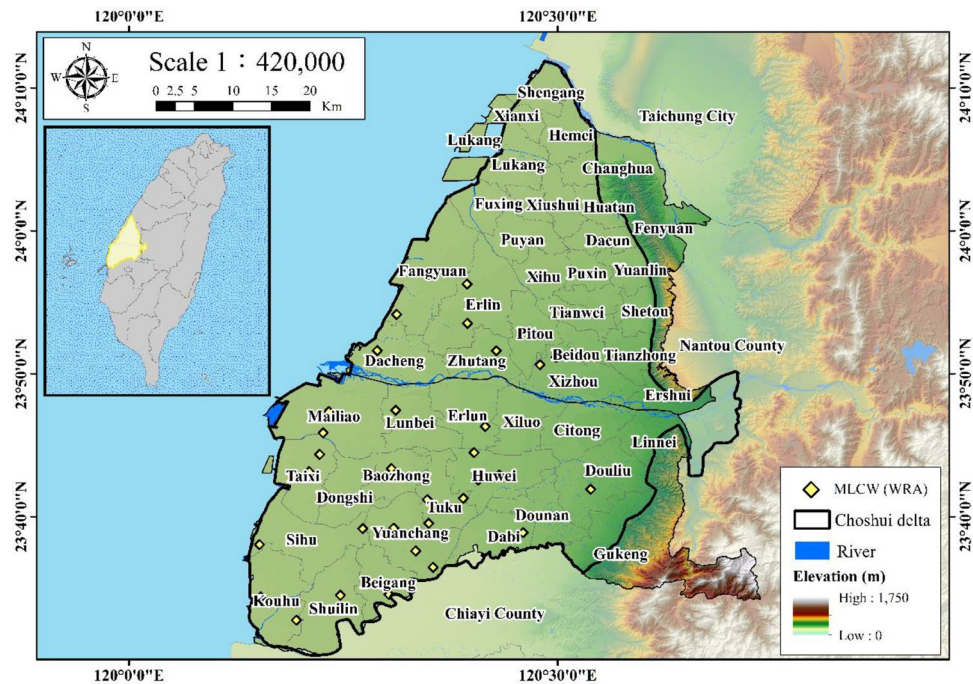 120°0'0"E
120°30'0"E
N
W
E
S
Scale 1：420,000
0 2.5 5 10 15 20
Km
24°10'0"N
24°0'0"N
23°50'0"N
23°40'0"N
Shengang
Xianxi
Taichung City
Lukang
Hemei
Lukang
Changhua
Fuxing
Xiushui
Huatan
Fenyuan
Puyan
Dacun
Fangyuan
Xihu
Puxin
Yuanlin
Erlin
Tianwei
Shetou
Pitou
Nantou County
Dacheng
Zhutang
Beidou
Tianzhong
Xizhou
Ershui
Mailiao
Lunbei
Erlun
Xiluo
Citong
Linnei
Taixi
Baozhong
Huwei
Douliu
Dongshi
Tuku
Dounan
Sihu
Yuanchang
Dabi
Gukeng
Beigang
Kouhu
Shuilin
Chiayi County
MLCW (WRA)
Choshui delta
River
Elevation (m)
High : 1,750
Low : 0
24°10'0"N
24°0'0"N
23°50'0"N
23°40'0"N
120°0'0"E
120°30'0"E